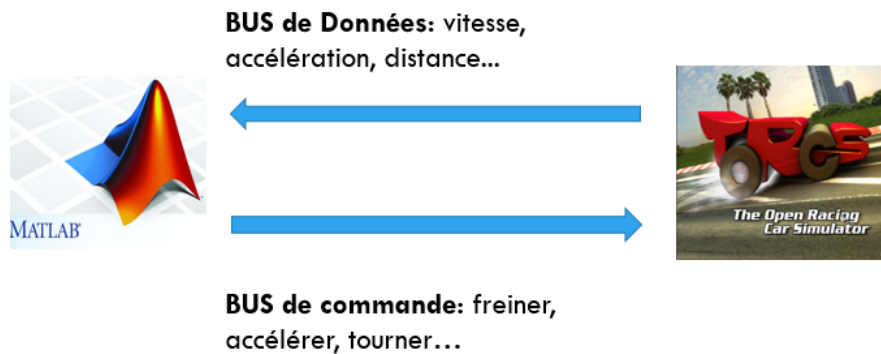 BUS de Données: vitesse,
accélération, distance...
MATLAB®
TORCS
The Open Racing
Car Simulator
BUS de commande: freiner,
accélérer, tourner...